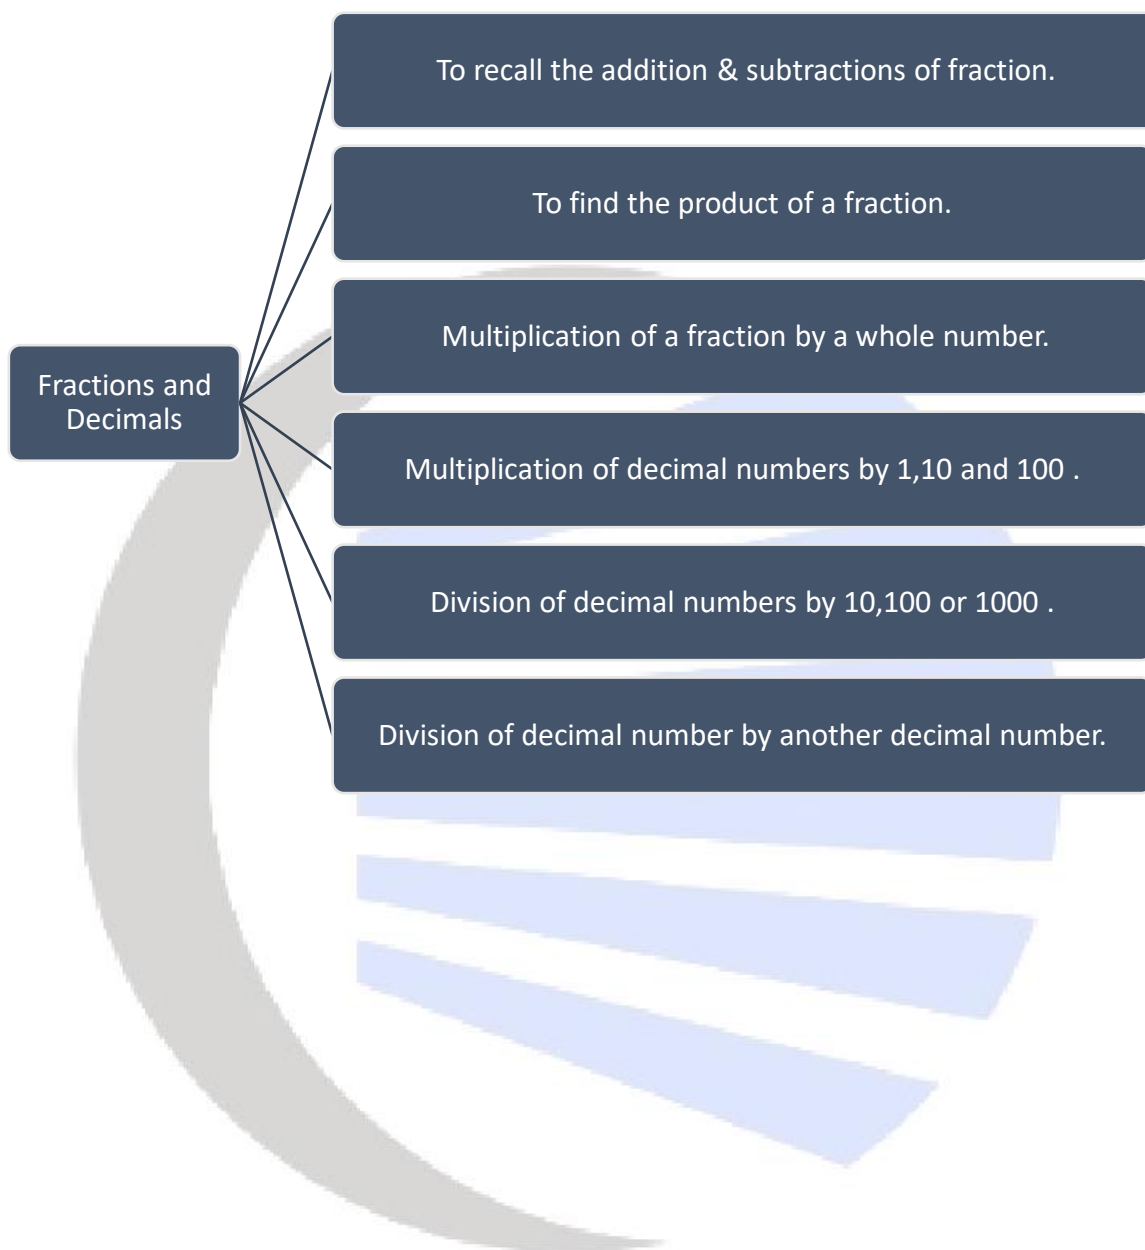 To recall the addition & subtractions of fraction.
To find the product of a fraction.
Multiplication of a fraction by a whole number.
Fractions and
Decimals
Multiplication of decimal numbers by 1,10 and 100 .
Division of decimal numbers by 10,100 or 1000 .
Division of decimal number by another decimal number.